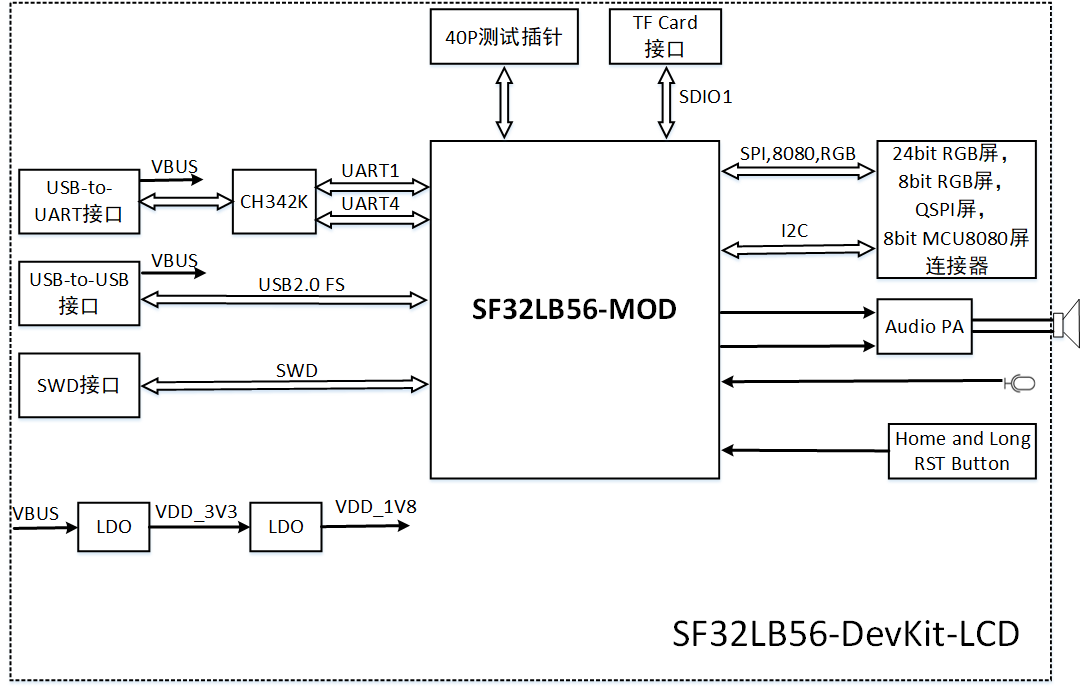 40P测试插针
TF Card
接口
SDIO1
VBUS
USB-to-
UART接口
CH342K
UART1
UART4
SPI,8080,RGB
I2C
24bit RGB屏，
8bit RGB屏，
QSPI屏，
8bit MCU8080屏
连接器
VBUS
USB-to-USB
接口
USB2.0 FS
SF32LB56-MOD
Audio PA
SWD接口
SWD
Home and Long
RST Button
VBUS
LDO
VDD_3V3
LDO
VDD_1V8
SF32LB56-DevKit-LCD